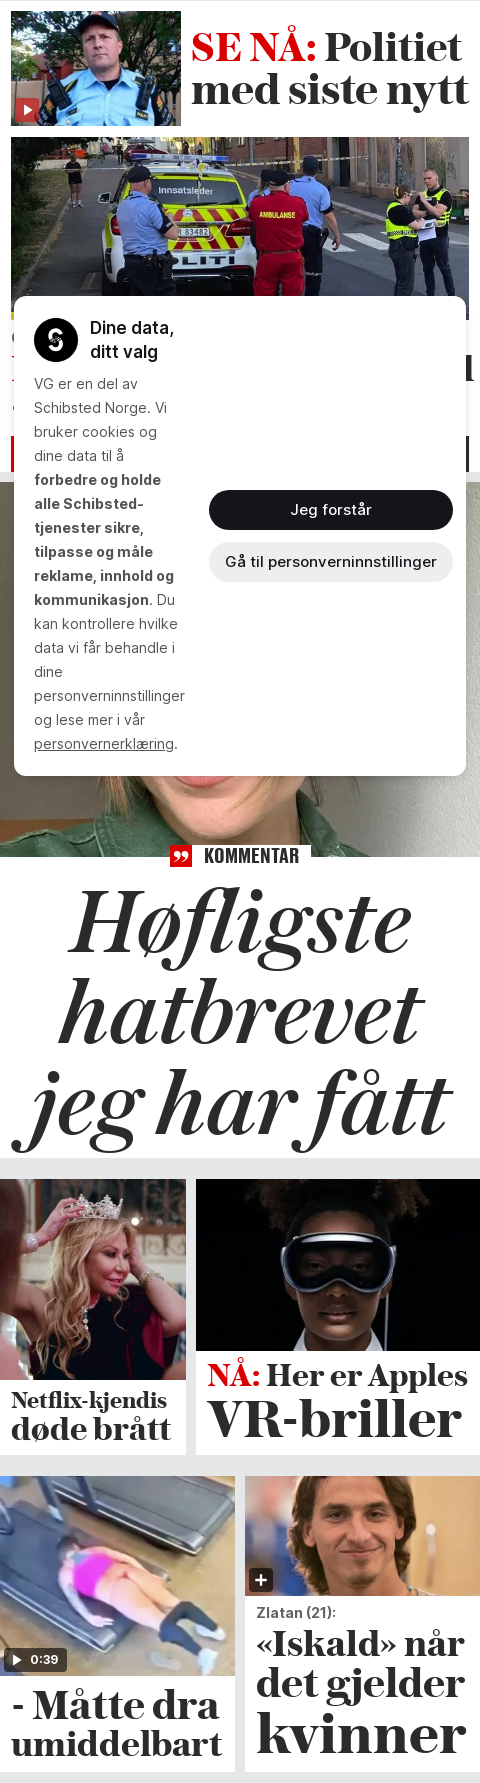 SE NÅ: Politiet
med siste nytt
Innsatsleder
83482
AMBULANSE
Dine data,
ditt valg
VG er en del av
Schibsted Norge. Vi
bruker cookies og
dine data til å
forbedre og holde
alle Schibsted-
tjenester sikre,
tilpasse og måle
reklame, innhold og
kommunikasjon. Du
kan kontrollere hvilke
data vi får behandle i
dine
personverninnstillinger
og lese mer i vår
personvernerklæring.
Jeg forstår
Gå til personverninnstillinger
KOMMENTAR
Høfligste
hatbrevet
jeg har fått
Netflix-kjendis
døde brått
NÅ: Her er Apples
VR-briller
0:39
- Måtte dra
umiddelbart
Zlatan (21):
«Iskald» når
det gjelder
kvinner